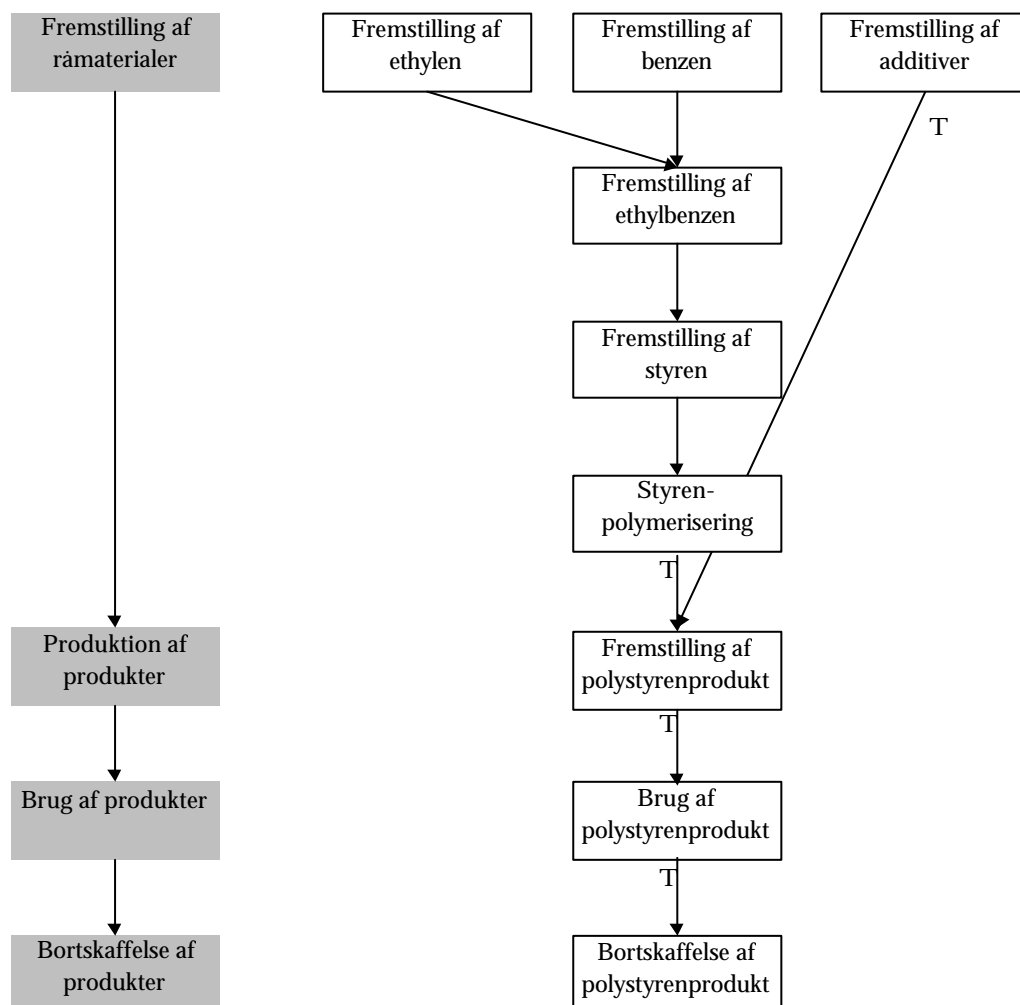 Fremstilling af
råmaterialer
Fremstilling af
ethylen
Fremstilling af
benzen
Fremstilling af
additiver
T
Fremstilling af
ethylbenzen
Fremstilling af
styren
Styren-
polymerisering
T
Produktion af
produkter
Fremstilling af
polystyrenprodukt
T
Brug af produkter
Brug af
polystyrenprodukt
T
Bortskaffelse af
produkter
Bortskaffelse af
polystyrenprodukt